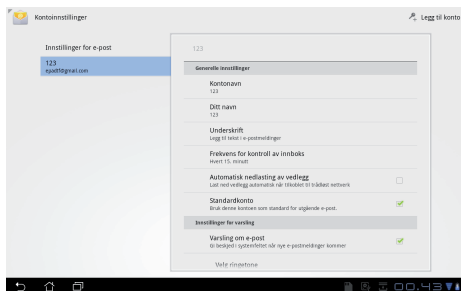 Kontoinnstillinger
Legg til konto
Innstillinger for e-post
123
epadtf@gmail.com
123
Generelle innstillinger
Kontonavn
123
Ditt navn
123
Underskrift
Legg til tekst i e-postmeldinger
Frekvens for kontroll av innboks
Hvert 15. minutt
Automatisk nedlasting av vedlegg
Last ned vedlegg automatisk når tilkoblet til trådløst nettverk
Standardkonto
Bruk denne kontoen som standard for utgående e-post.
Innstillinger for varsling
Varsling om e-post
Gi beskjed i systemfeltet når nye e-postmeldinger kommer
Velg ringetone
00.43